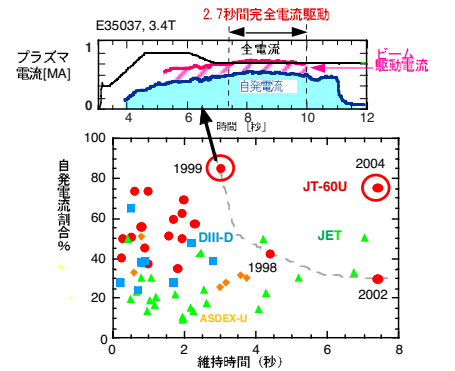 2.7秒間完全電流駆動
E35037, 3.4T
プラズマ
電流[MA]
1
0
全電流
自発電流
ビーム
駆動電流
4
6
8
10
12
時間 [秒]
自発電流割合%
100
80
60
40
20
0
1999
2004
JT-60U
DIII-D
JET
1998
2002
ASDEX-U
0
2
4
6
8
維持時間(秒)